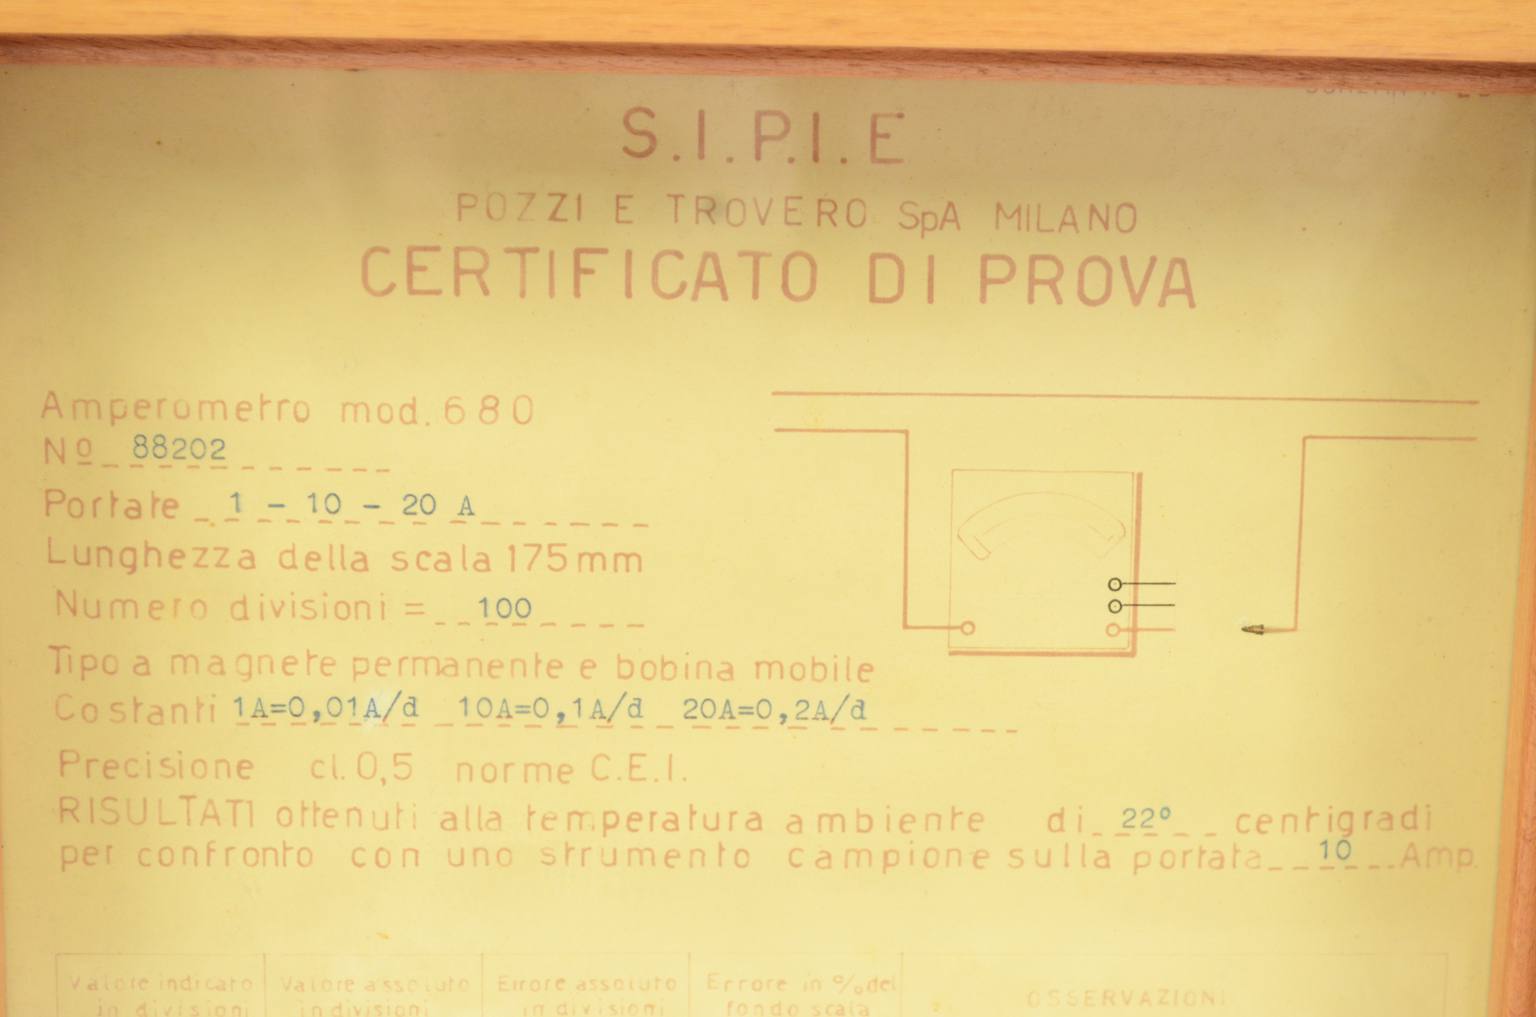 S.I.P.I.E
POZZI E TROVERO SpA MILANO
CERTIFICATO DI PROVA
Amperometro mod. 680
Nº 88202
Portate 1 - 10 - 20 A
Lunghezza della scala 175 mm
Numero divisioni = 100
Tipo a magnete permanente e bobina mobile
Costanti 1A=0,01A/d 10A=0,1A/d 20A=0,2A/d
Precisione cl. 0,5 norme C.E.I.
RISULTATI ottenuti alla temperatura ambiente di 22° centigradi
per confronto con uno strumento campione sulla portata 10 Amp.
Valore indicato in divisioni
Valore assoluto in divisioni
Errore assoluto in divisioni
Errore in % del fondo scala
OSSERVAZIONI